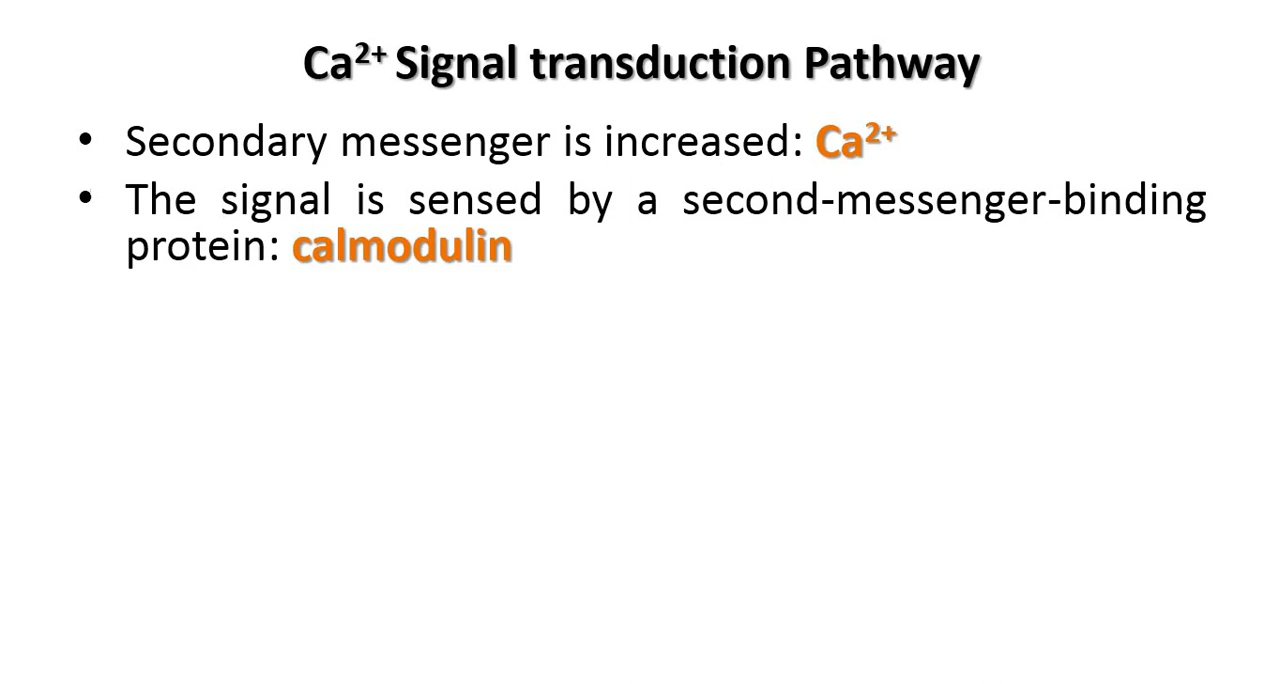 Ca²⁺ Signal transduction Pathway
• Secondary messenger is increased: Ca²⁺
• The signal is sensed by a second-messenger-binding
protein: calmodulin